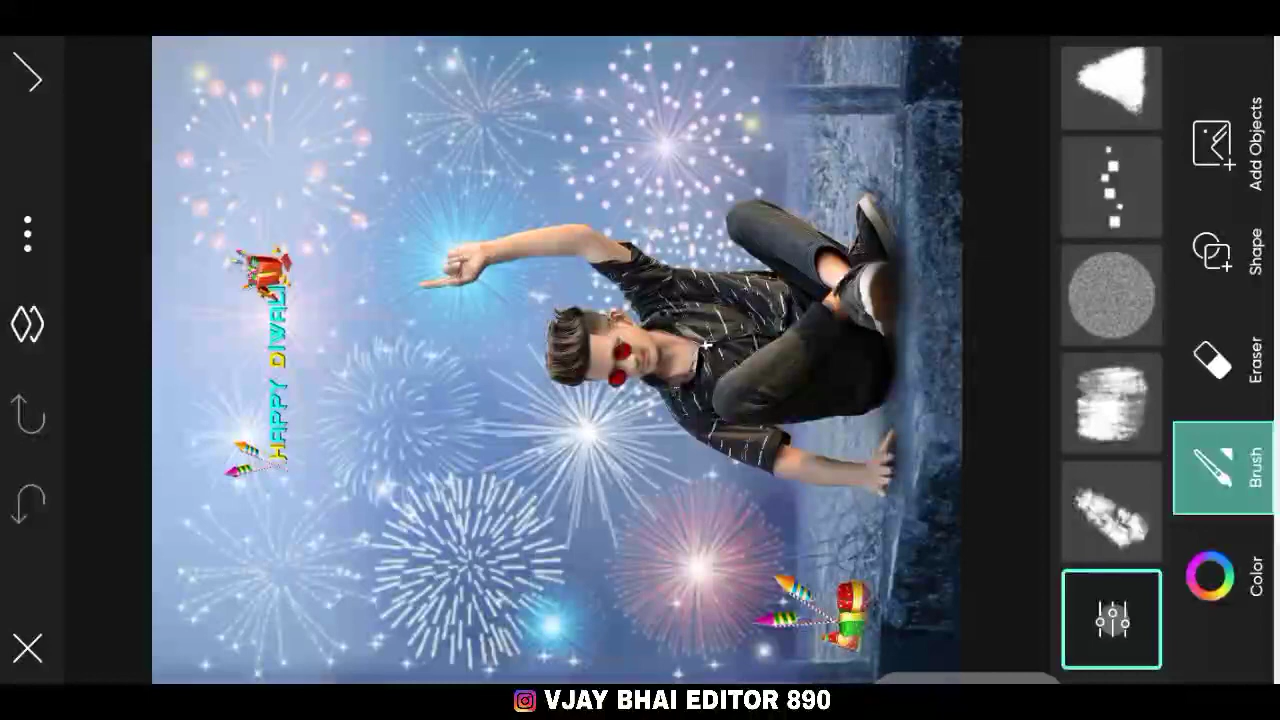 Add Objects
Shape
Eraser
Brush
Color
HAPPY DIWALI
VJAY BHAI EDITOR 890